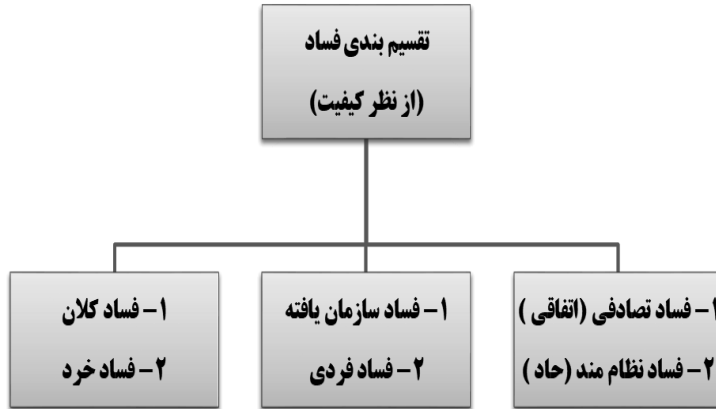 تقسیم بندی فساد
(از نظر کیفیت)
۱- فساد تصادفی (اتفاقی )
۲- فساد نظام مند (حاد )
۱- فساد سازمان یافته
۲- فساد فردی
۱- فساد کلان
۲- فساد خرد